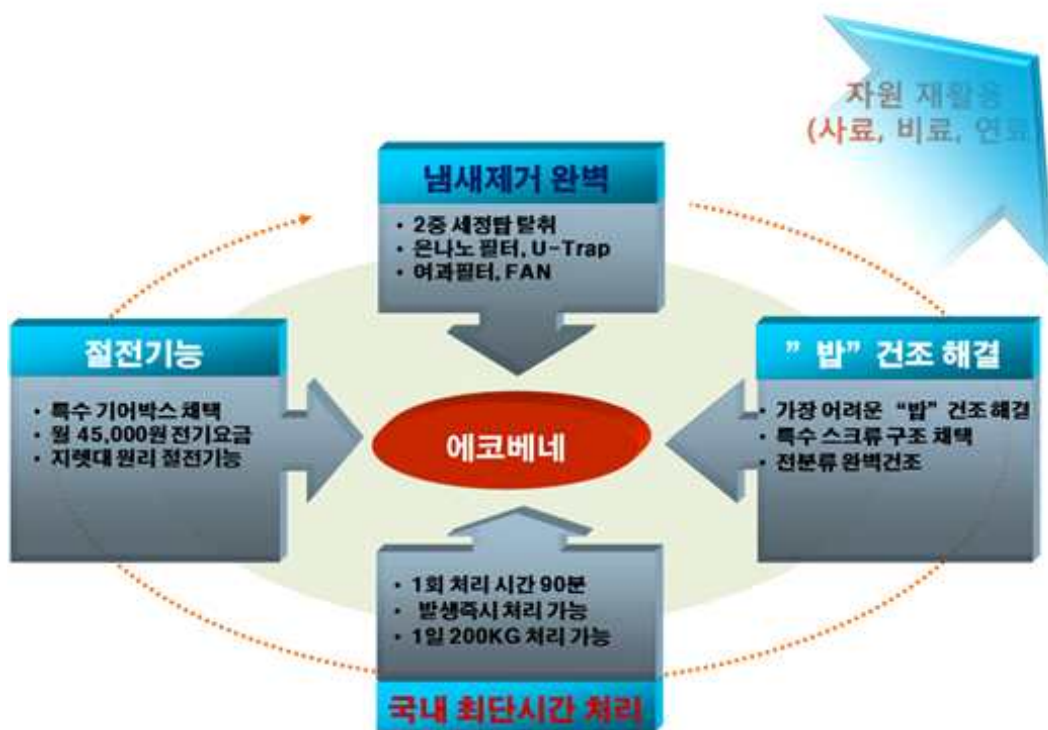 자원 재활용
(사료, 비료, 연료
냄새제거 완벽
• 2중 세정탑 탈취
• 은나노 필터, U-Trap
• 여과필터, FAN
절전기능
• 특수 기어박스 채택
• 월 45,000원 전기요금
• 지렛대 원리 절전기능
” 밥” 건조 해결
• 가장 어려운 “밥” 건조 해결
• 특수 스크류 구조 채택
• 전분류 완벽건조
에코베네
• 1회 처리 시간 90분
• 발생즉시 처리 가능
• 1일 200KG 처리 가능
국내 최단시간 처리